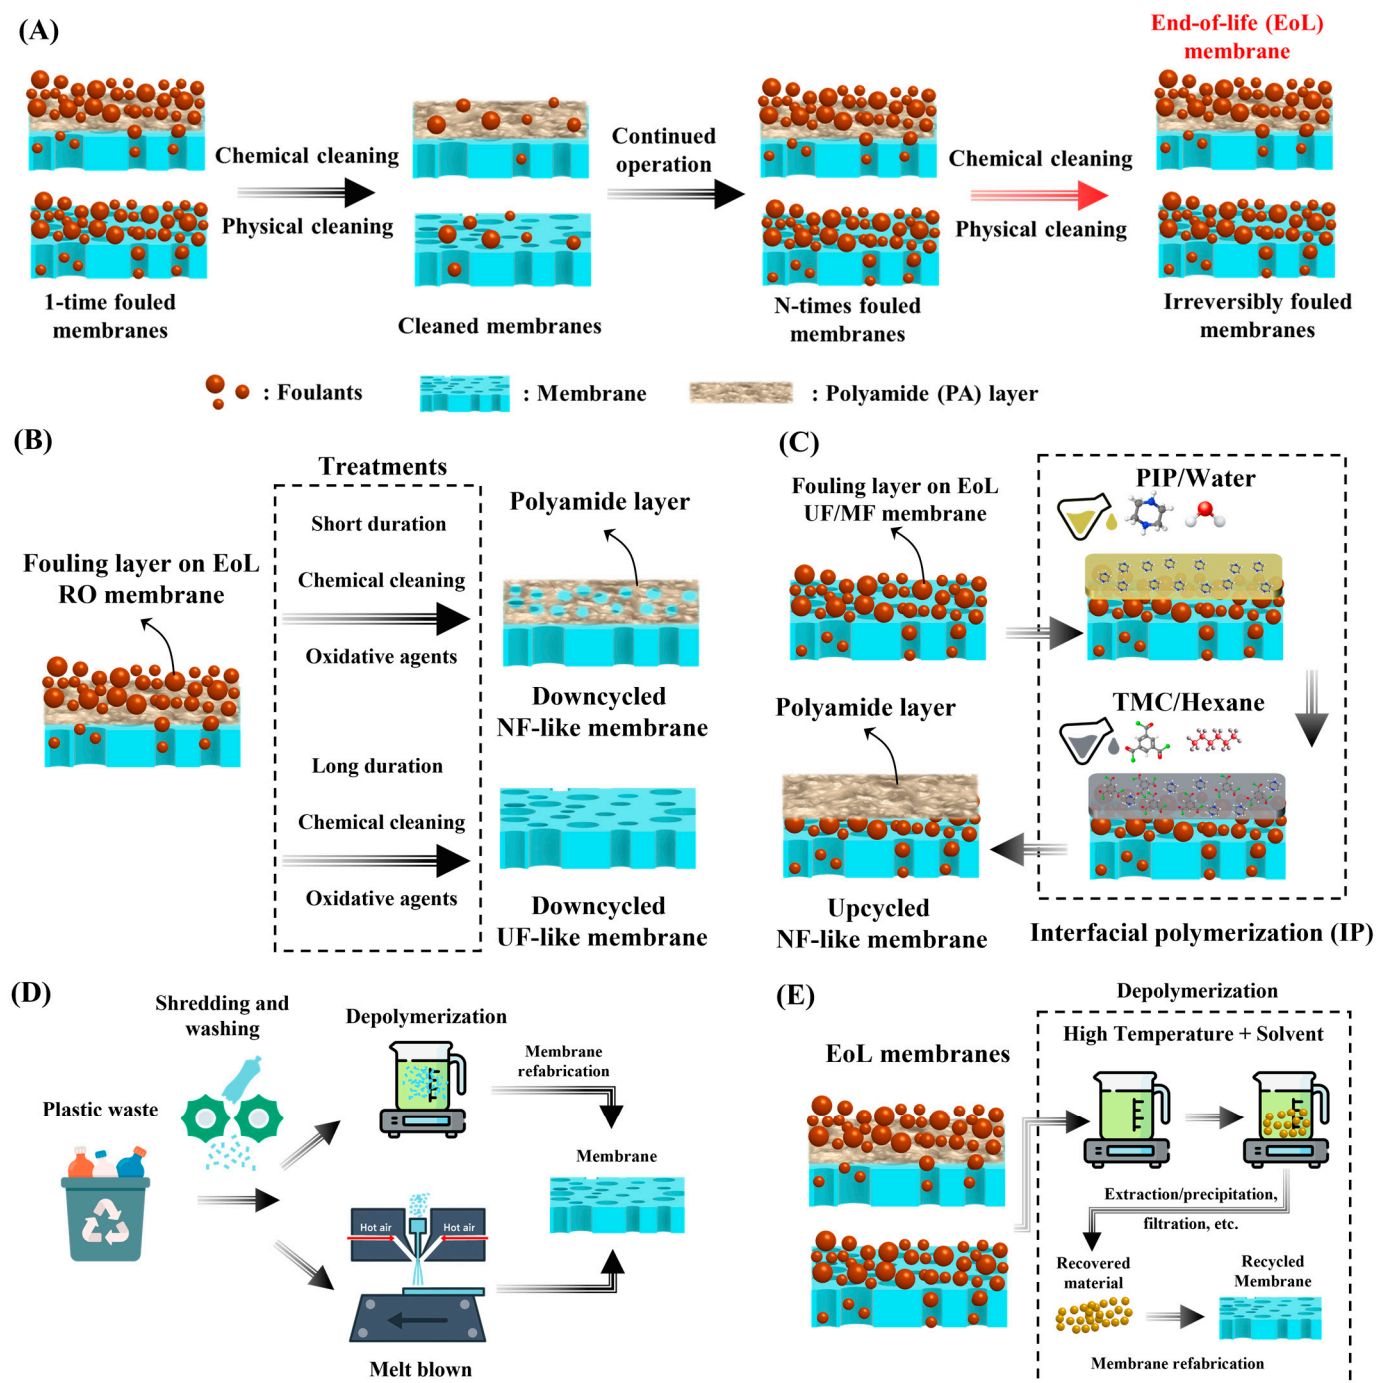 (A)
End-of-life (EoL)
membrane
Chemical cleaning
Physical cleaning
Continued
operation
Chemical cleaning
Physical cleaning
1-time fouled
membranes
Cleaned membranes
N-times fouled
membranes
Irreversibly fouled
membranes
: Foulants
: Membrane
: Polyamide (PA) layer
(B)
Treatments
Short duration
Chemical cleaning
Oxidative agents
Fouling layer on EoL
RO membrane
Polyamide layer
Downcycled
NF-like membrane
Long duration
Chemical cleaning
Oxidative agents
Downcycled
UF-like membrane
(C)
Fouling layer on EoL
UF/MF membrane
PIP/Water
TMC/Hexane
Polyamide layer
Upcycled
NF-like membrane
Interfacial polymerization (IP)
(D)
Plastic waste
Shredding and
washing
Depolymerization
Membrane
refabrication
Membrane
Hot air
Hot air
Melt blown
(E)
EoL membranes
Depolymerization
High Temperature + Solvent
Extraction/precipitation,
filtration, etc.
Recovered
material
Recycled
Membrane
Membrane refabrication